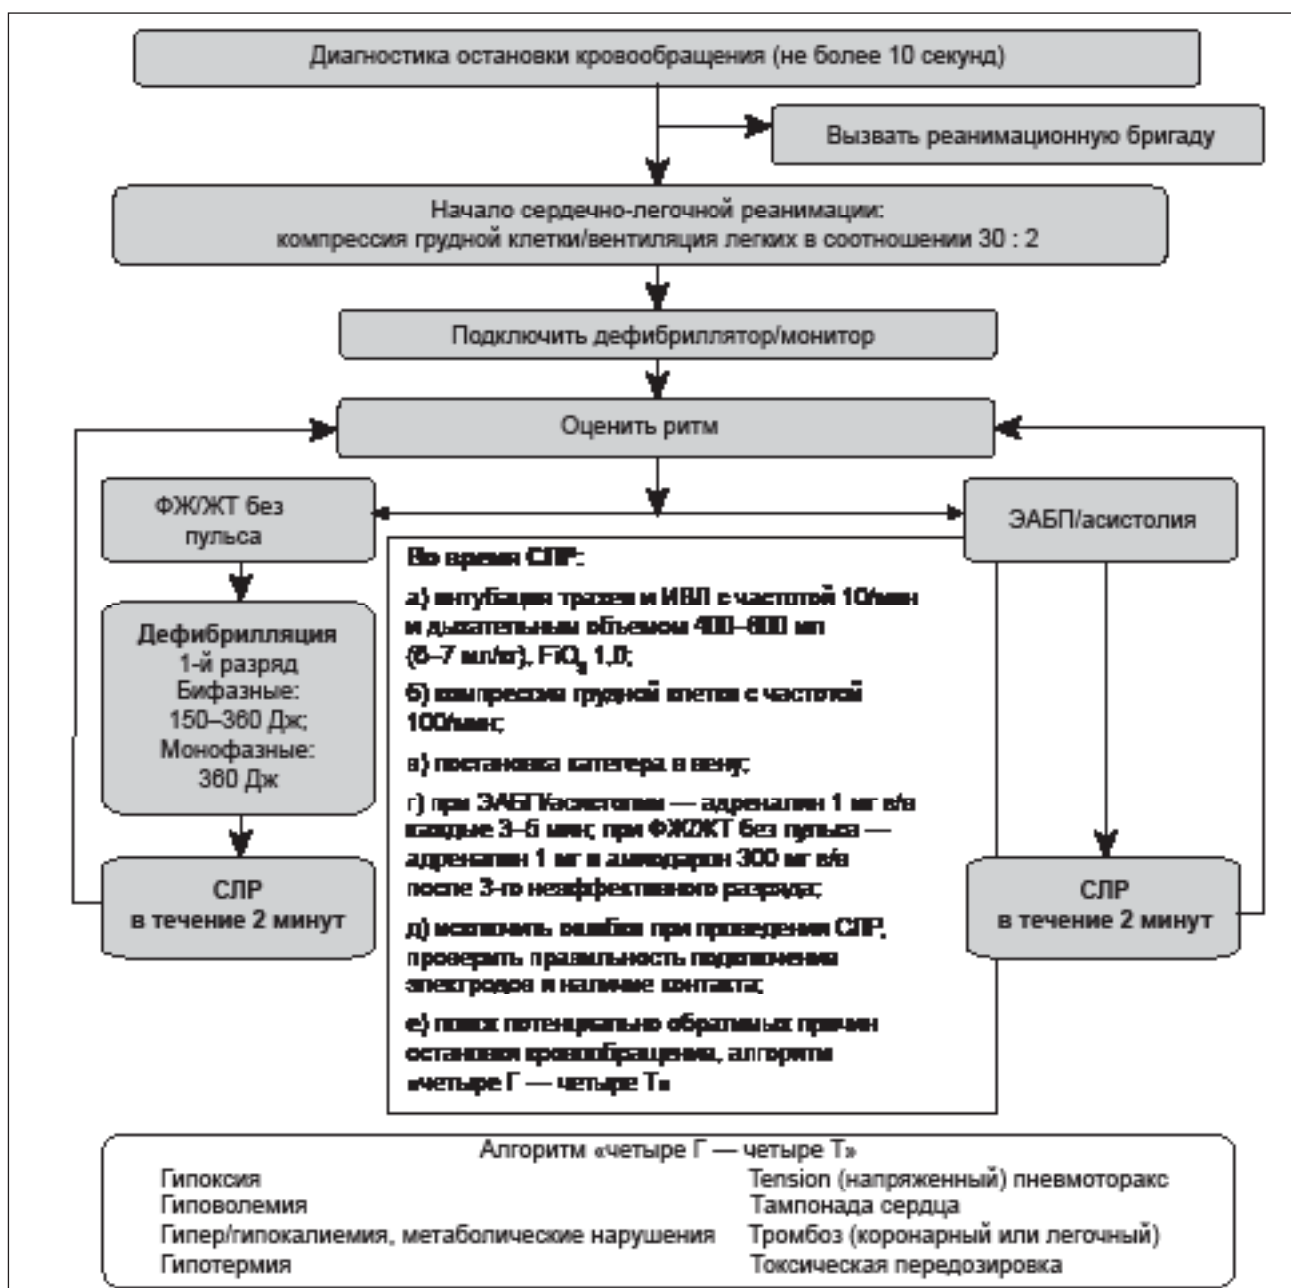 Диагностика остановки кровообращения (не более 10 секунд)
Вызвать реанимационную бригаду
Начало сердечно-легочной реанимации:
компрессия грудной клетки/вентиляция легких в соотношении 30 : 2
Подключить дефибриллятор/монитор
Оценить ритм
ФЖ/ЖТ без
пульса
ЭАБП/асистолия
Дефибрилляция
1-й разряд
Бифазные:
150–360 Дж;
Монофазные:
360 Дж
СЛР
в течение 2 минут
Во время СЛР:
а) интубация трахеи и ИВЛ с частотой 10/мин
и дыхательным объемом 400–600 мл
(6–7 мл/кг), FiO₂ 1,0;
б) компрессия грудной клетки с частотой
100/мин;
в) постановка катетера в вену;
г) при ЭАБП/асистолии — адреналин 1 мг в/в
каждые 3–5 мин; при ФЖ/ЖТ без пульса —
адреналин 1 мг и амиодарон 300 мг в/в
после 3-го неэффективного разряда;
д) исключить ошибки при проведении СЛР,
проверить правильность подключения
электродов и наличие контакта;
е) поиск потенциально обратимых причин
остановки кровообращения, алгоритм
«четыре Г — четыре Т»
СЛР
в течение 2 минут
Алгоритм «четыре Г — четыре Т»
Гипоксия
Гиповолемия
Гипер/гипокалиемия, метаболические нарушения
Гипотермия
Tension (напряженный) пневмоторакс
Тампонада сердца
Тромбоз (коронарный или легочный)
Токсическая передозировка